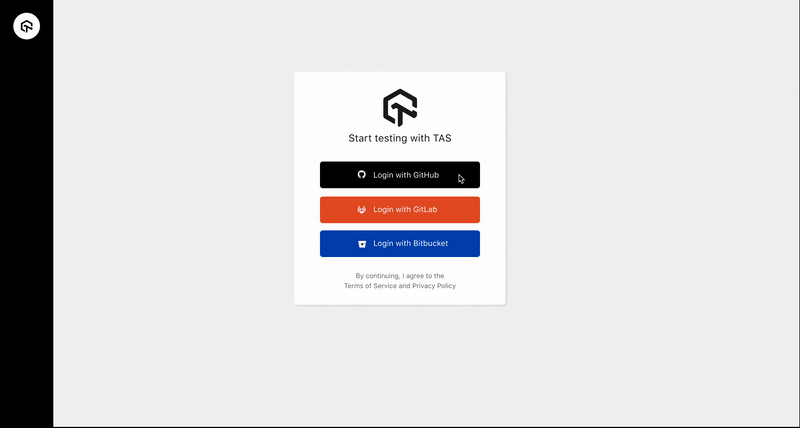 Start testing with TAS
Login with GitHub
Login with GitLab
Login with Bitbucket
By continuing, I agree to the
Terms of Service and Privacy Policy